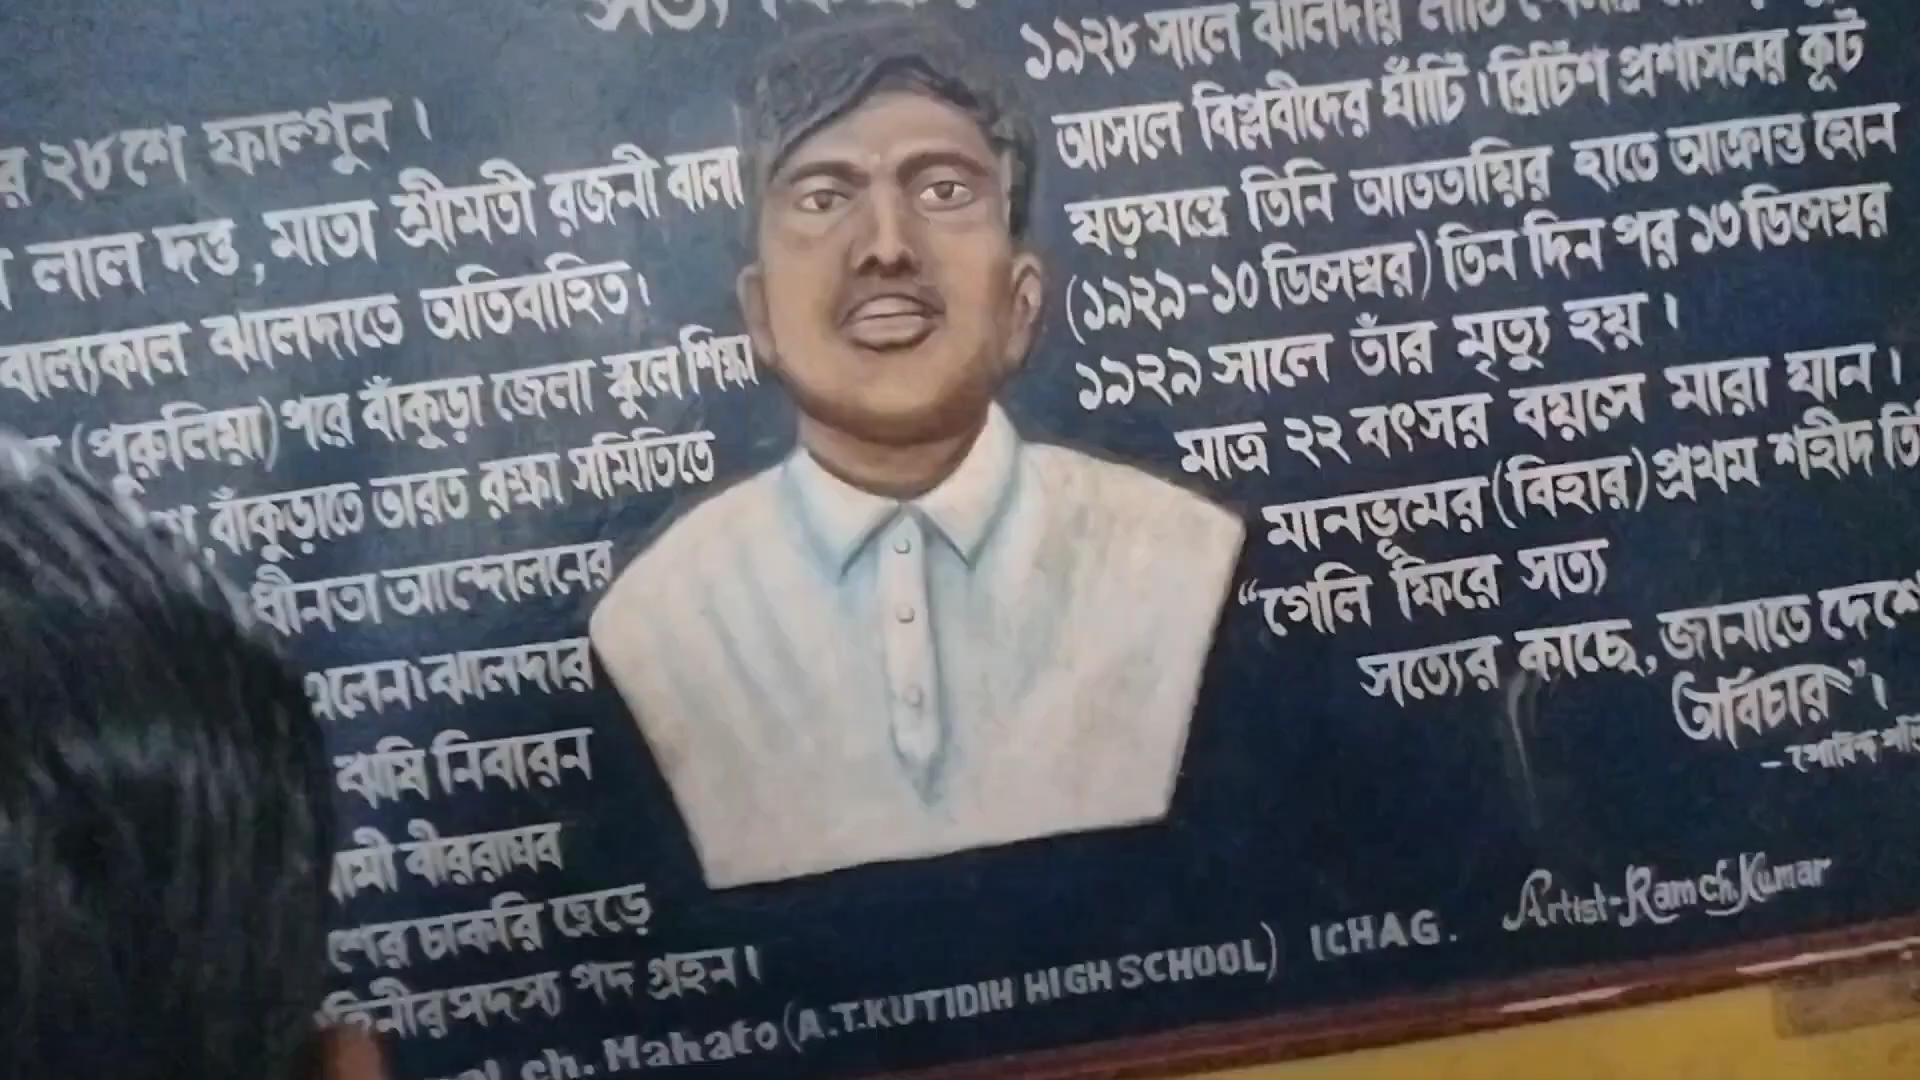 সত্য
২৮শে ফাল্গুন।
লাল দত্ত, মাতা শ্রীমতী রজনী বালা
বাল্যকাল ঝালদাতে অতিবাহিত।
(পুরুলিয়া) পরে বাঁকুড়া জেলা স্কুলে শিক্ষা
বাঁকুড়াতে ভারত রক্ষা সমিতিতে
আন্দোলনের
এলেন। ঝালদার
ঋষি নিবারন
বীররাঘব
চাকরি ছেড়ে
সদস্য পদ গ্রহন।
১৯২৮ সালে ঝালদায় লাঠি
আসলে বিপ্লবীদের ঘাঁটি। ব্রিটিশ প্রশাসনের কূট
ষড়যন্ত্রে তিনি আততায়ির হাতে আক্রান্ত হোন
(১৯২৯-১০ ডিসেম্বর) তিন দিন পর ১৩ ডিসেম্বর
১৯২৯ সালে তাঁর মৃত্যু হয়।
মাত্র ২২ বৎসর বয়সে মারা যান।
মানভূমের (বিহার) প্রথম শহীদ
“গেলি ফিরে সত্য
সত্যের কাছে, জানাতে দেশের
অবিচার”।
ch. Mahato (A.T.KUTIDIH HIGH SCHOOL) ICHAG.
Artist-Ram ch. Kumar